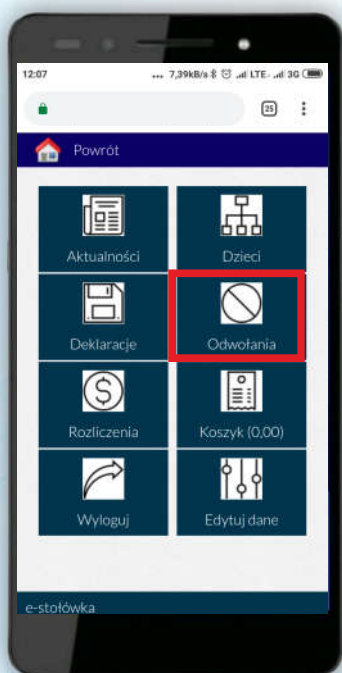 12:07 ... 7,39kB/s LTE 3G
25
Powrót
Aktualności Dzieci
Deklaracje Odwołania
Rozliczenia Koszyk (0,00)
Wyloguj Edytuj dane
e-stołówka